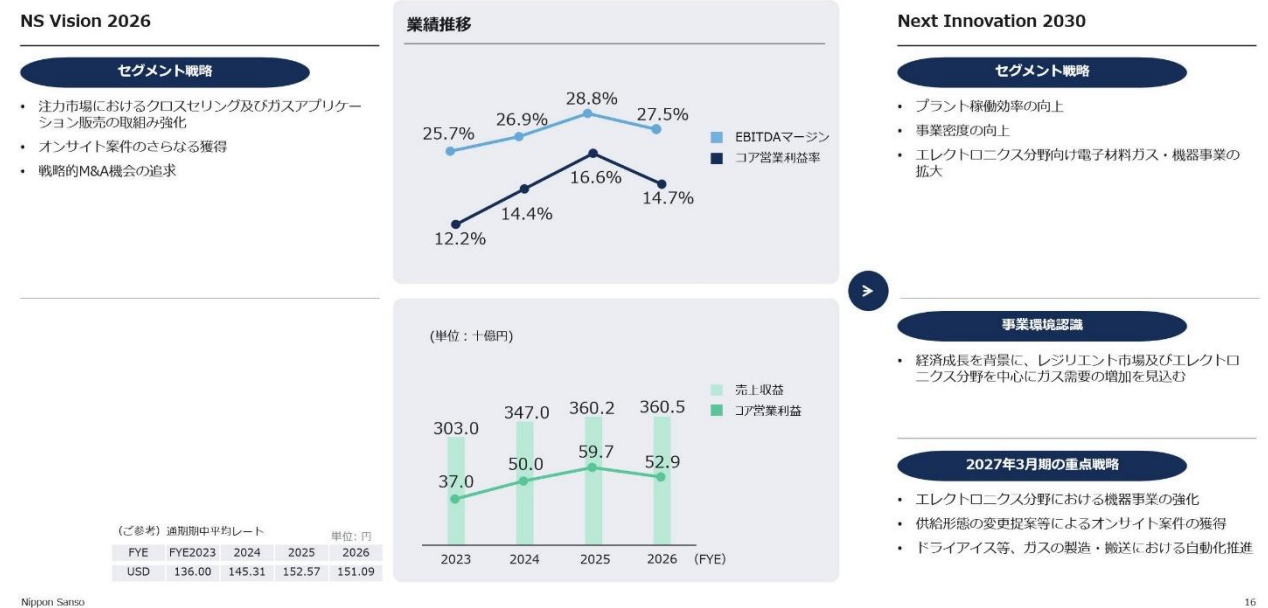 NS Vision 2026
セグメント戦略
• 注力市場におけるクロスセリング及びガスアプリケー
ション販売の取組み強化
• オンサイト案件のさらなる獲得
• 戦略的M&A機会の追求
(ご参考) 通期期中平均レート
単位: 円
FYE FYE2023 2024 2025 2026
USD 136.00 145.31 152.57 151.09
業績推移
25.7% 26.9% 28.8% 27.5%
EBITDAマージン
コア営業利益率
12.2% 14.4% 16.6% 14.7%
(単位：十億円)
売上収益
コア営業利益
303.0 347.0 360.2 360.5
37.0 50.0 59.7 52.9
2023 2024 2025 2026 (FYE)
Next Innovation 2030
セグメント戦略
• プラント稼働効率の向上
• 事業密度の向上
• エレクトロニクス分野向け電子材料ガス・機器事業の
拡大
事業環境認識
• 経済成長を背景に、レジリエント市場及びエレクトロ
ニクス分野を中心にガス需要の増加を見込む
2027年3月期の重点戦略
• エレクトロニクス分野における機器事業の強化
• 供給形態の変更提案等によるオンサイト案件の獲得
• ドライアイス等、ガスの製造・搬送における自動化推進
Nippon Sanso
16